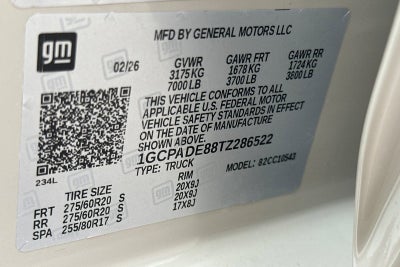 gm
MFD BY GENERAL MOTORS LLC
02/26 GVWR GAWR FRT GAWR RR
3175 KG 1678 KG 1724 KG
7000 LB 3700 LB 3800 LB
THIS VEHICLE CONFORMS TO ALL
APPLICABLE U.S. FEDERAL MOTOR
VEHICLE SAFETY STANDARDS IN EFFECT
ON THE DATE OF MANUFACTURE
SHOWN ABOVE.
1GCPADE88TZ286522
TYPE: TRUCK MODEL: 82CC10543
234L
TIRE SIZE RIM
FRT 275/60R20 S 20X9J
RR 275/60R20 S 20X9J
SPA 255/80R17 S 17X8J